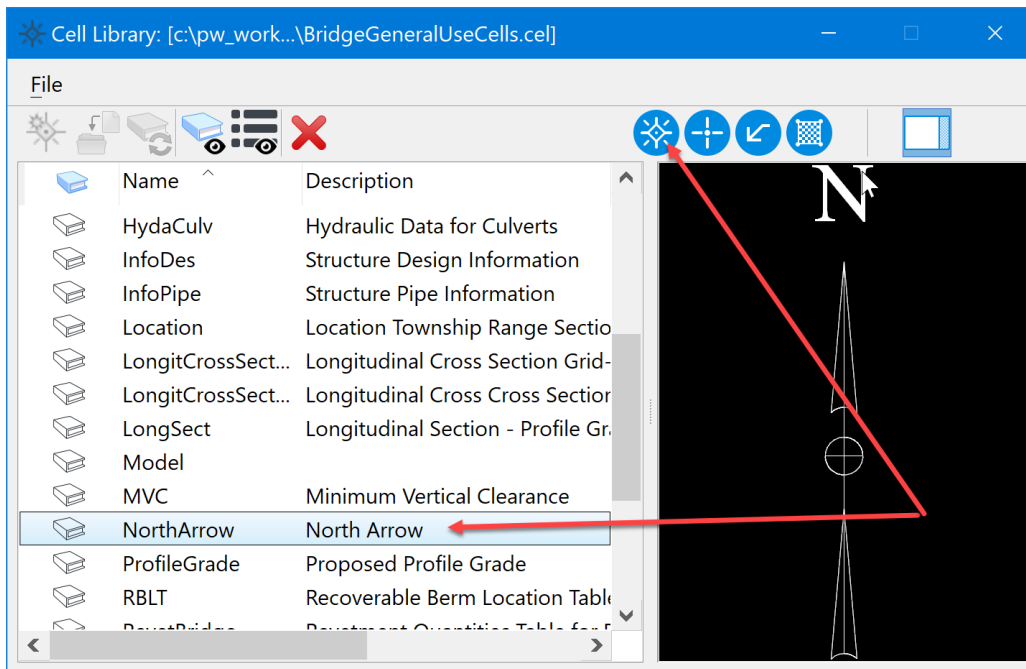 Cell Library: [c:\pw_work...\BridgeGeneralUseCells.cel]
File
Name Description
HydaCulv Hydraulic Data for Culverts
InfoDes Structure Design Information
InfoPipe Structure Pipe Information
Location Location Township Range Sectio
LongitCrossSect... Longitudinal Cross Section Grid-
LongitCrossSect... Longitudinal Cross Cross Section
LongSect Longitudinal Section - Profile Gr
Model
MVC Minimum Vertical Clearance
NorthArrow North Arrow
ProfileGrade Proposed Profile Grade
RBLT Recoverable Berm Location Table
N